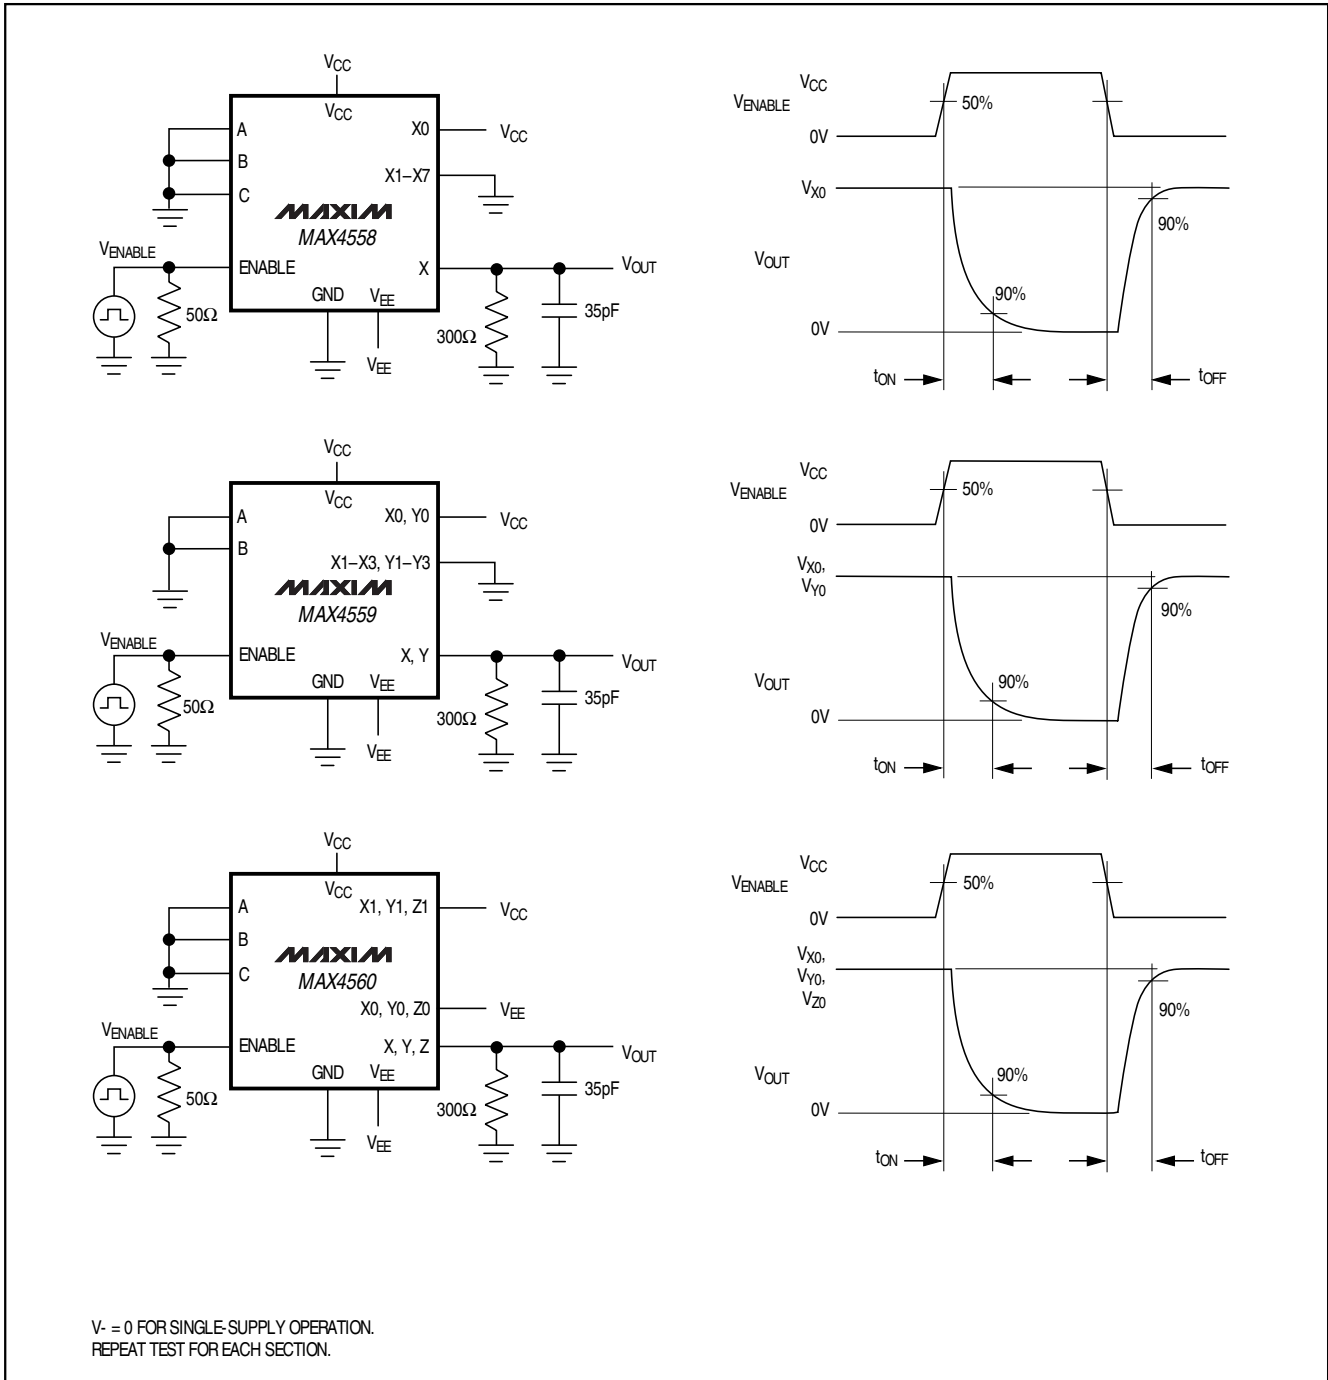 VCC
VCC
A
B
C
X0
VCC
X1–X7
MAXIM
MAX4558
VENABLE
ENABLE
X
VOUT
50Ω
GND
VEE
VEE
300Ω
35pF
VCC
VENABLE
50%
0V
VX0
90%
VOUT
90%
0V
tON
tOFF
VCC
VCC
A
B
X0, Y0
VCC
X1–X3, Y1–Y3
MAXIM
MAX4559
VENABLE
ENABLE
X, Y
VOUT
50Ω
GND
VEE
VEE
300Ω
35pF
VCC
VENABLE
50%
0V
VX0,
VY0
90%
VOUT
90%
0V
tON
tOFF
VCC
VCC
A
B
C
X1, Y1, Z1
VCC
MAXIM
MAX4560
X0, Y0, Z0
VEE
VENABLE
ENABLE
X, Y, Z
VOUT
50Ω
GND
VEE
VEE
300Ω
35pF
VCC
VENABLE
50%
0V
VX0,
VY0,
VZ0
90%
VOUT
90%
0V
tON
tOFF
V- = 0 FOR SINGLE-SUPPLY OPERATION.
REPEAT TEST FOR EACH SECTION.